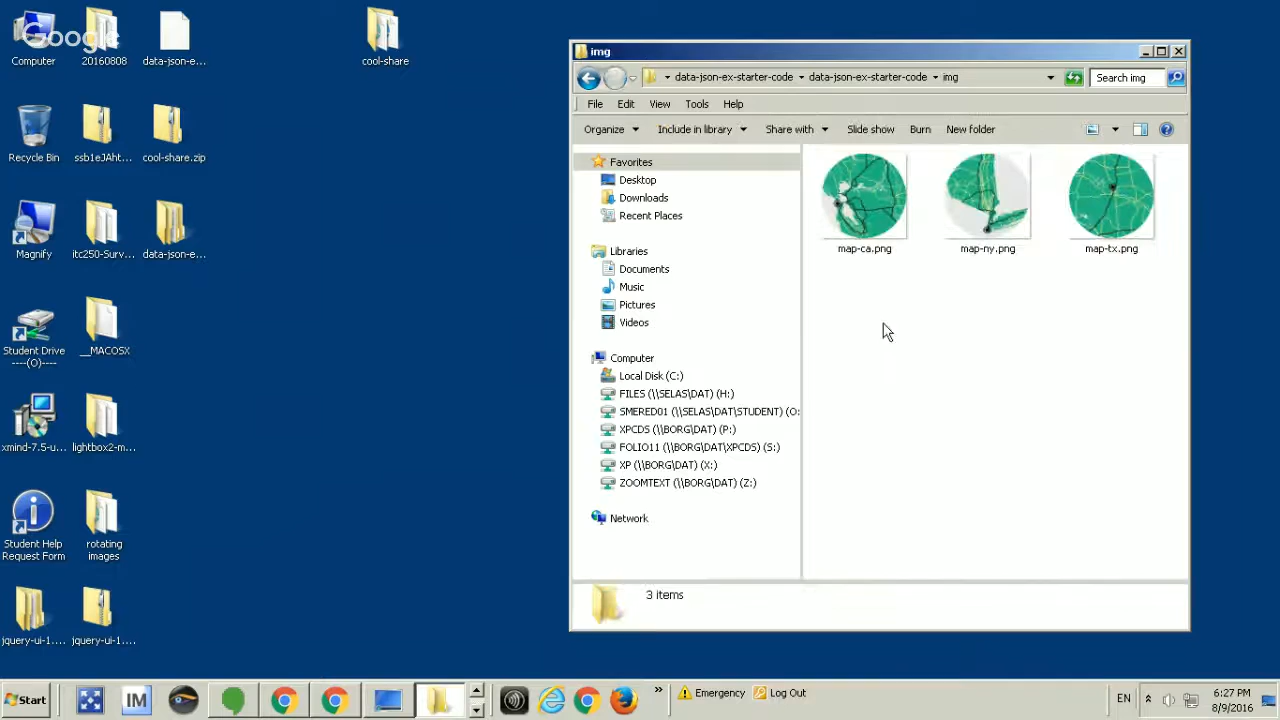 Google
Computer
20160808
data-json-e...
cool-share
Recycle Bin
ssb1eJAht...
cool-share.zip
Magnify
itc250-Surv...
data-json-e...
Student Drive
----(O)----
__MACOSX
xmind-7.5-u...
lightbox2-m...
Student Help
Request Form
rotating
images
jquery-ui-1....
jquery-ui-1....
img
data-json-ex-starter-code
data-json-ex-starter-code
img
Search img
File
Edit
View
Tools
Help
Organize
Include in library
Share with
Slide show
Burn
New folder
Favorites
Desktop
Downloads
Recent Places
Libraries
Documents
Music
Pictures
Videos
Computer
Local Disk (C:)
FILES (\\SELAS\DAT) (H:)
SMERED01 (\\SELAS\DAT\STUDENT) (O:
XPCDS (\\BORG\DAT) (P:)
FOLIO11 (\\BORG\DAT\XPCDS) (S:)
XP (\\BORG\DAT) (X:)
ZOOMTEXT (\\BORG\DAT) (Z:)
Network
map-ca.png
map-ny.png
map-tx.png
3 items
Start
IM
Emergency
Log Out
EN
6:27 PM
8/9/2016